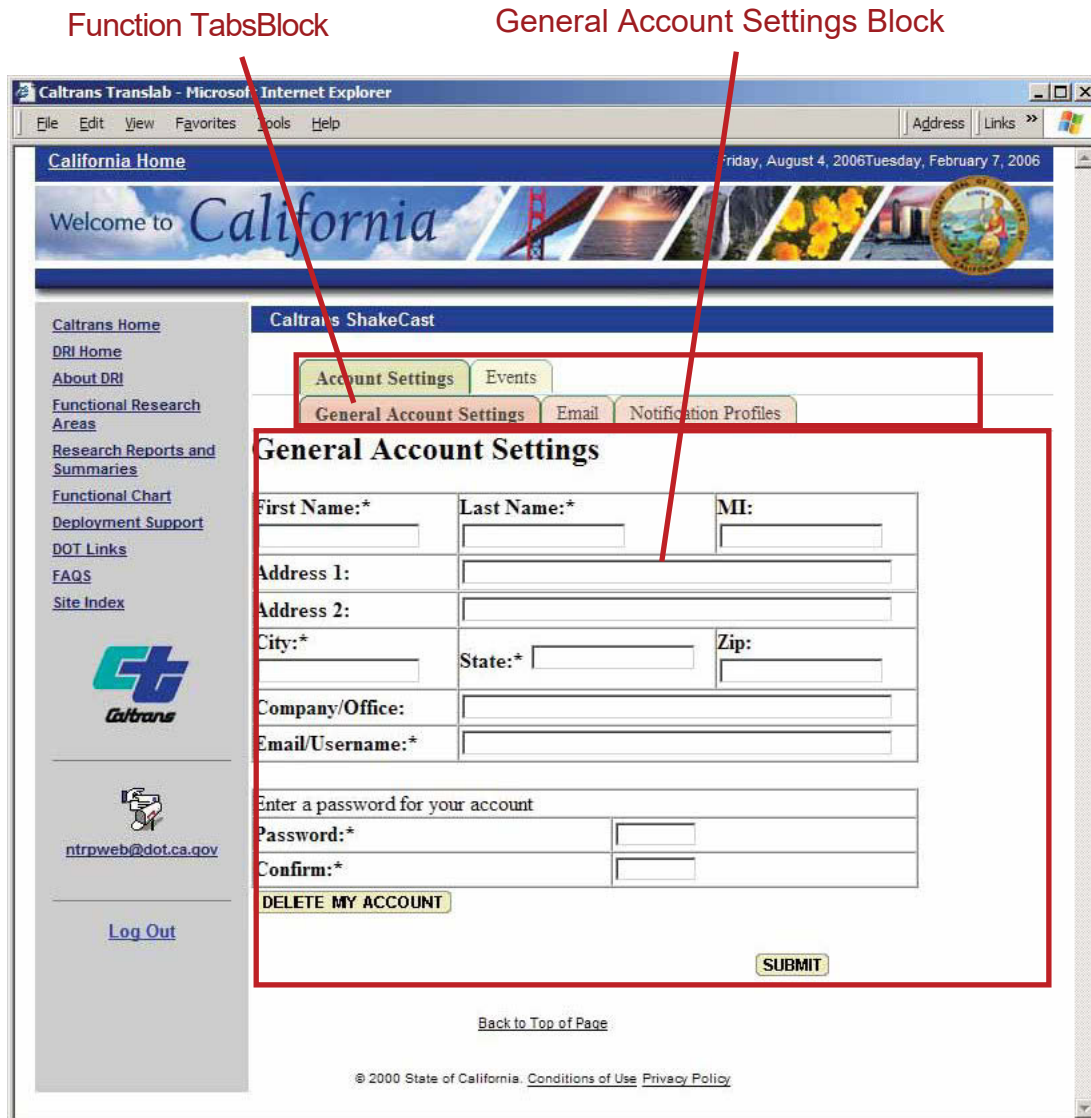 Function TabsBlock
General Account Settings Block
Caltrans Translab - Microsoft Internet Explorer
File Edit View Favorites Tools Help Address Links »
California Home
Friday, August 4, 2006Tuesday, February 7, 2006
Welcome to California
SEAL OF THE
EUREKA
CALIFORNIA
Caltrans Home
DRI Home
About DRI
Functional Research
Areas
Research Reports and
Summaries
Functional Chart
Deployment Support
DOT Links
FAQS
Site Index
Caltrans
ntrpweb@dot.ca.gov
Log Out
Caltrans ShakeCast
Account Settings Events
General Account Settings Email Notification Profiles
General Account Settings
First Name:* Last Name:* MI:
Address 1:
Address 2:
City:* State:* Zip:
Company/Office:
Email/Username:*
Enter a password for your account
Password:*
Confirm:*
DELETE MY ACCOUNT
SUBMIT
Back to Top of Page
© 2000 State of California. Conditions of Use Privacy Policy